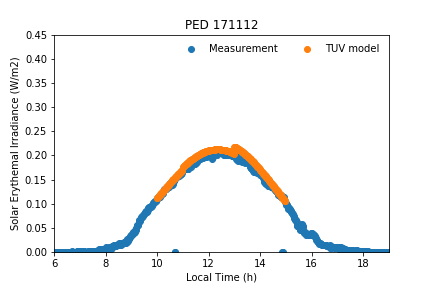 PED 171112
Measurement
TUV model
Solar Erythemal Irradiance (W/m2)
0.45
0.40
0.35
0.30
0.25
0.20
0.15
0.10
0.05
0.00
6 8 10 12 14 16 18
Local Time (h)